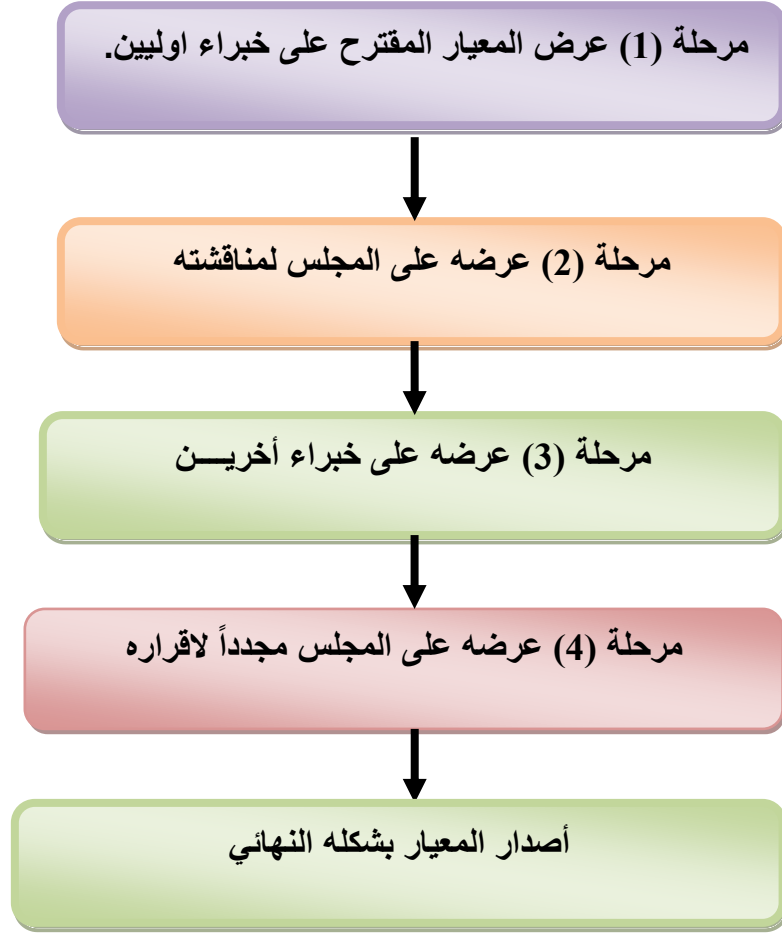 مرحلة (1) عرض المعيار المقترح على خبراء اوليين.
مرحلة (2) عرضه على المجلس لمناقشته
مرحلة (3) عرضه على خبراء أخريـــن
مرحلة (4) عرضه على المجلس مجدداً لاقراره
أصدار المعيار بشكله النهائي